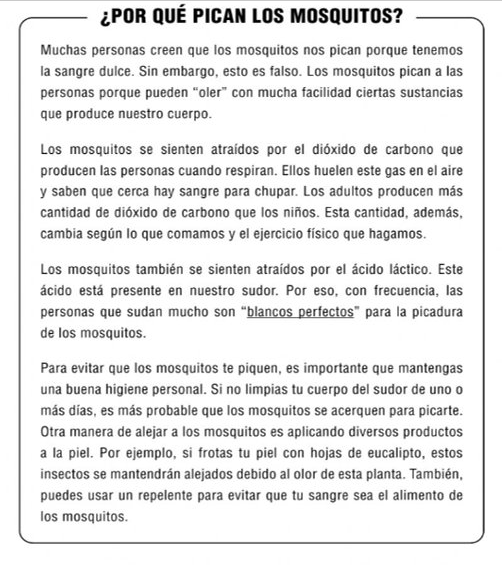 ¿POR QUÉ PICAN LOS MOSQUITOS?
Muchas personas creen que los mosquitos nos pican porque tenemos
la sangre dulce. Sin embargo, esto es falso. Los mosquitos pican a las
personas porque pueden “oler” con mucha facilidad ciertas sustancias
que produce nuestro cuerpo.
Los mosquitos se sienten atraídos por el dióxido de carbono que
producen las personas cuando respiran. Ellos huelen este gas en el aire
y saben que cerca hay sangre para chupar. Los adultos producen más
cantidad de dióxido de carbono que los niños. Esta cantidad, además,
cambia según lo que comamos y el ejercicio físico que hagamos.
Los mosquitos también se sienten atraídos por el ácido láctico. Este
ácido está presente en nuestro sudor. Por eso, con frecuencia, las
personas que sudan mucho son “blancos perfectos” para la picadura
de los mosquitos.
Para evitar que los mosquitos te piquen, es importante que mantengas
una buena higiene personal. Si no limpias tu cuerpo del sudor de uno o
más días, es más probable que los mosquitos se acerquen para picarte.
Otra manera de alejar a los mosquitos es aplicando diversos productos
a la piel. Por ejemplo, si frotas tu piel con hojas de eucalipto, estos
insectos se mantendrán alejados debido al olor de esta planta. También,
puedes usar un repelente para evitar que tu sangre sea el alimento de
los mosquitos.